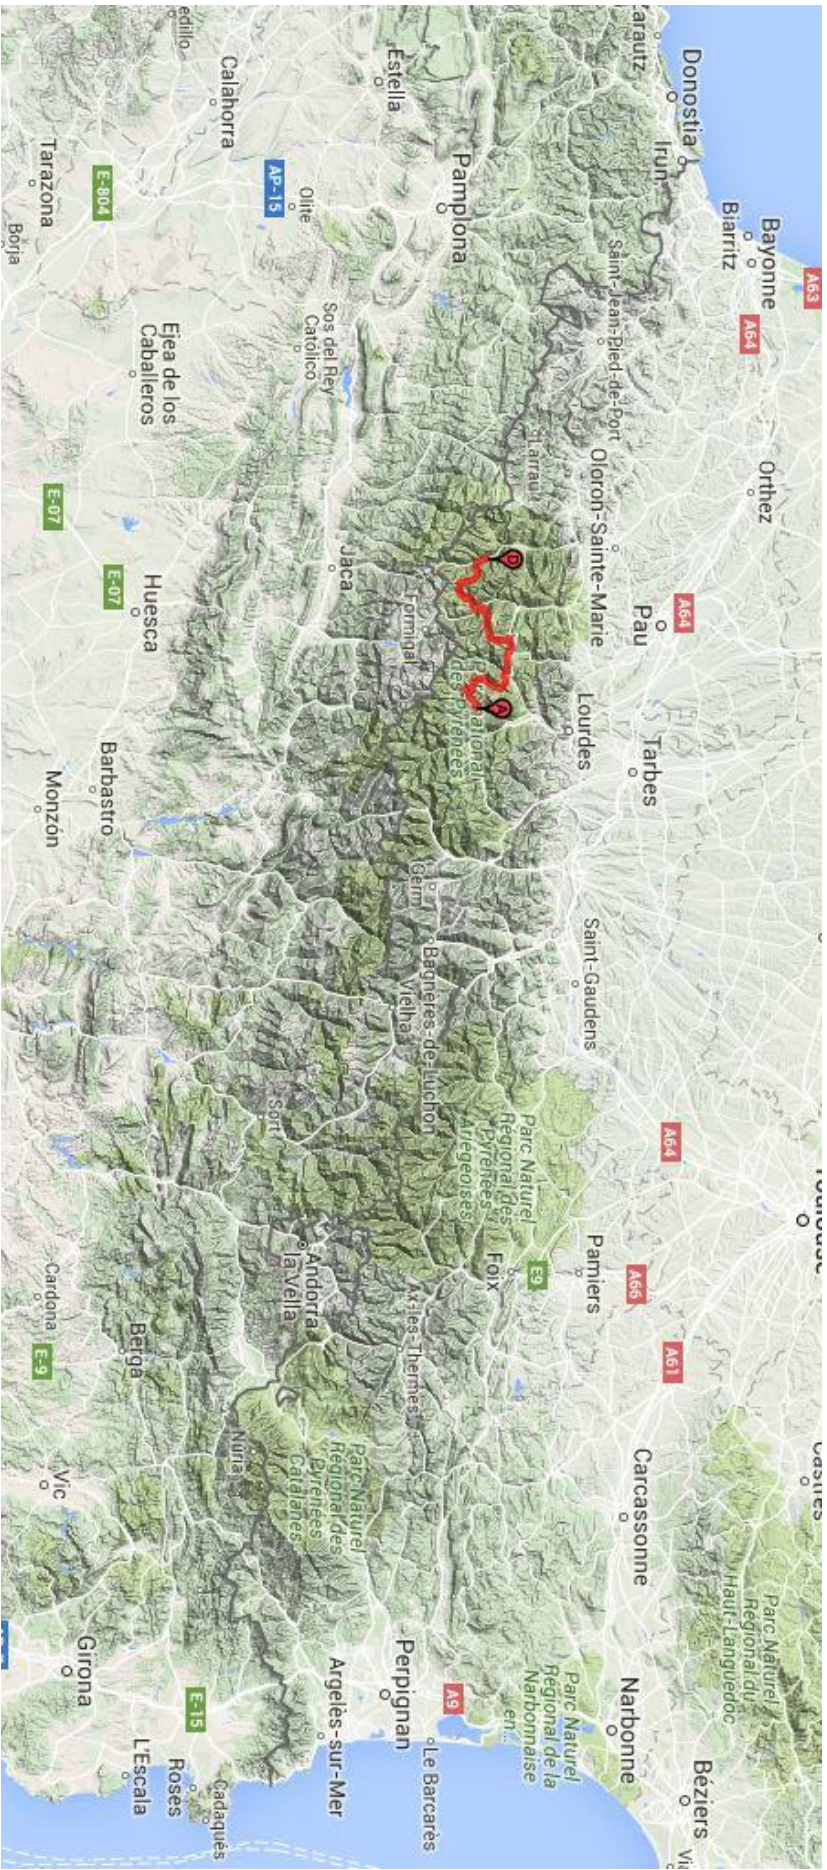 A63
Castres
Bayonne
Parc Naturel
Régional du
Haut-Languedoc
A64
Orthez
Biarritz
Béziers
Donostia
A64
A64
A61
Irun
Pau
Tarbes
A66
Carcassonne
Narbonne
Saint-Jean-Pied-de-Port
Oloron-Sainte-Marie
Lourdes
Saint-Gaudens
Pamiers
Parc Naturel
Régional de la
Narbonnaise
en...
Larrau
D
A
Parc Naturel
Régional des
Pyrénées
Ariégeoises
E9
Foix
Pamplona
National
des Pyrénées
A9
Bagnères-de-Luchon
Le Barcarès
Germ
Ax-les-Thermes
Perpignan
Estella
Formigal
Vielha
Parc Naturel
Régional des
Pyrénées
Catalanes
Sos del Rey
Católico
Jaca
Argelès-sur-Mer
Olite
AP-15
Sort
Andorra
la Vella
Calahorra
Núria
Cadaqués
edillo
Ejea de los
Caballeros
E-15
Roses
Huesca
Berga
L'Escala
E-804
E-07
Barbastro
Girona
Tarazona
E-07
Monzón
Cardona
E-9
Vic
Borja